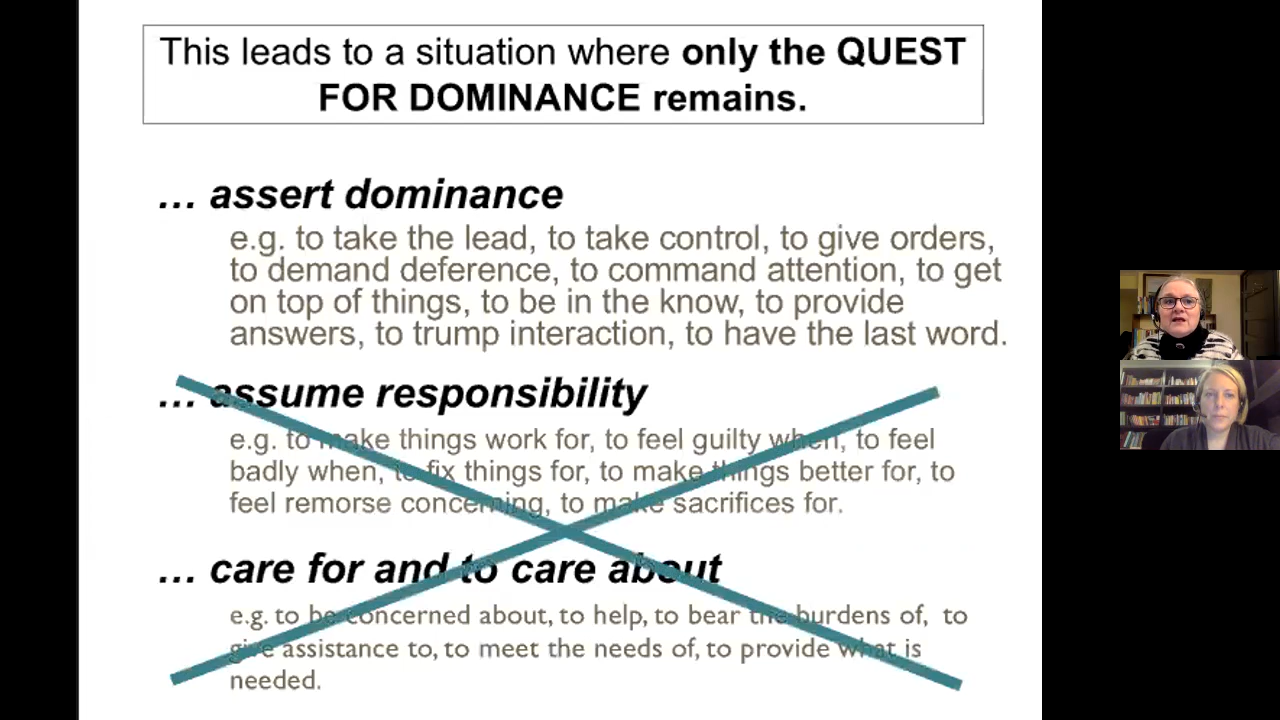 This leads to a situation where only the QUEST
FOR DOMINANCE remains.
… assert dominance
e.g. to take the lead, to take control, to give orders,
to demand deference, to command attention, to get
on top of things, to be in the know, to provide
answers, to trump interaction, to have the last word.
… assume responsibility
e.g. to make things work for, to feel guilty when, to feel
badly when, to fix things for, to make things better for, to
feel remorse concerning, to make sacrifices for.
… care for and to care about
e.g. to be concerned about, to help, to bear the burdens of, to
give assistance to, to meet the needs of, to provide what is
needed.